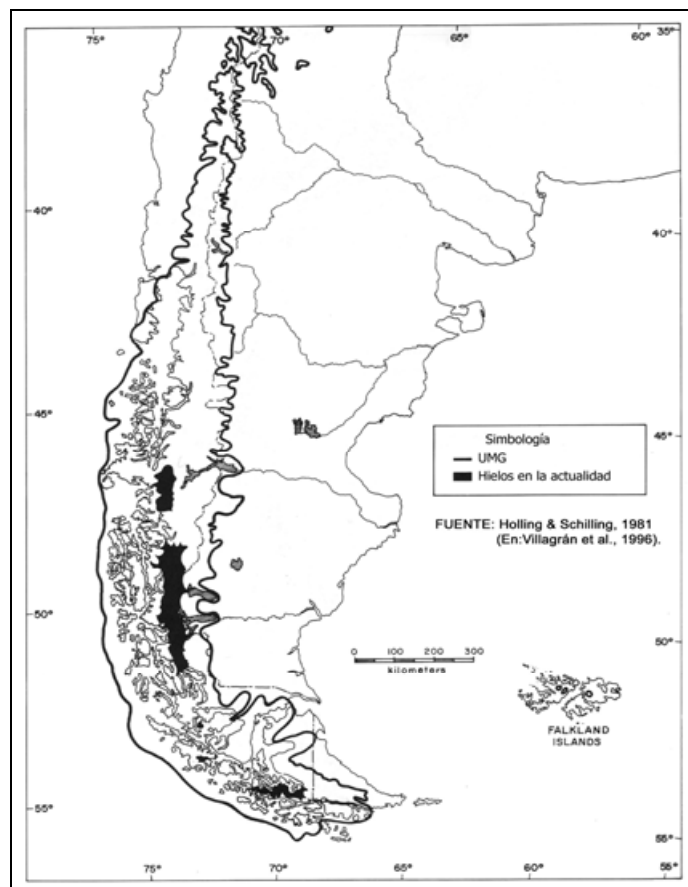 75° 70° 65° 60° 35°
40° 40°
45° 45°
Simbología
UMG
Hielos en la actualidad
FUENTE: Holling & Schilling, 1981
(En:Villagrán et al., 1996).
50° 50°
0 100 200 300
kilometers
FALKLAND
ISLANDS
55° 55°
75° 70° 65° 60° 55°